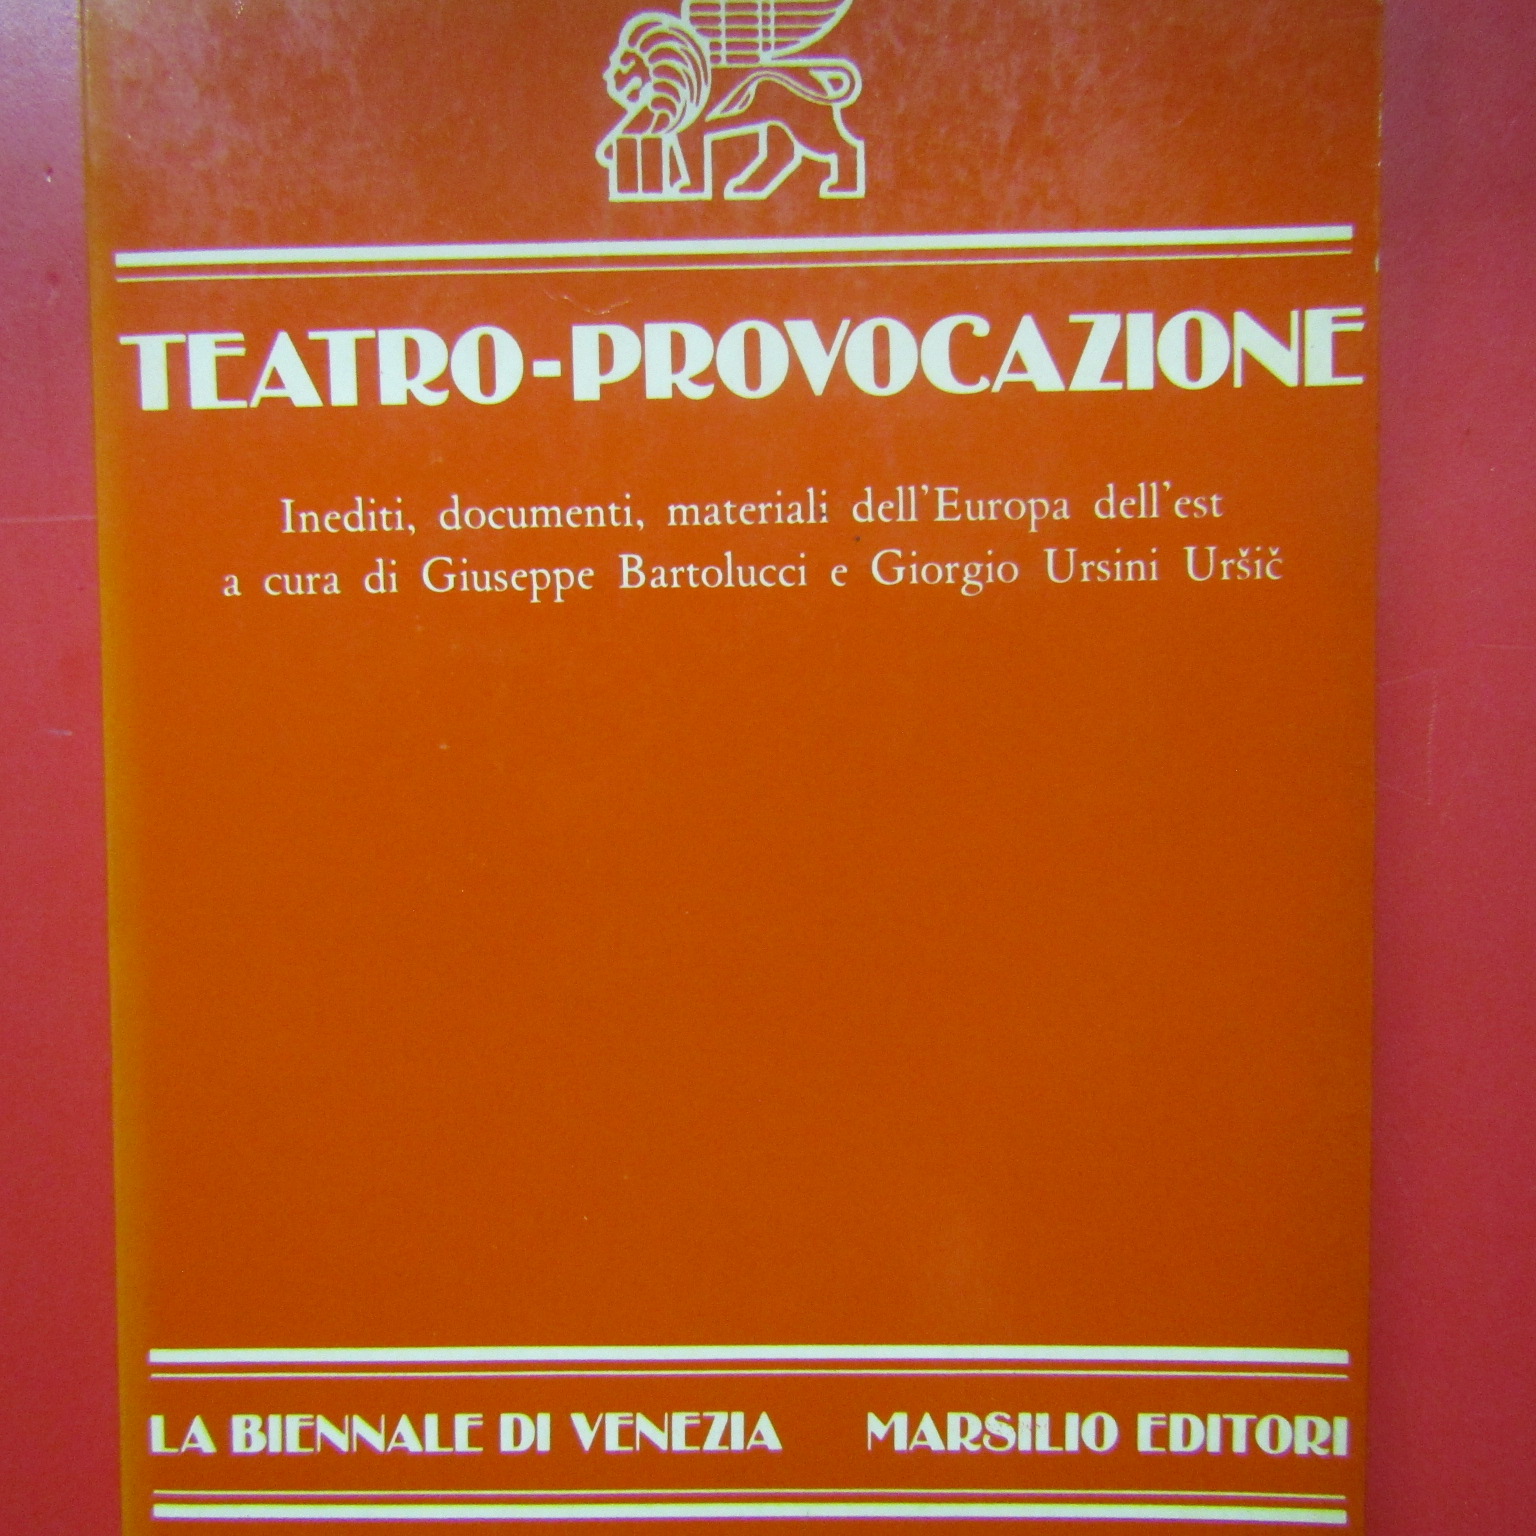 TEATRO-PROVOCAZIONE
Inediti, documenti, materiali dell'Europa dell'est
a cura di Giuseppe Bartolucci e Giorgio Ursini Uršič
LA BIENNALE DI VENEZIA MARSILIO EDITORI